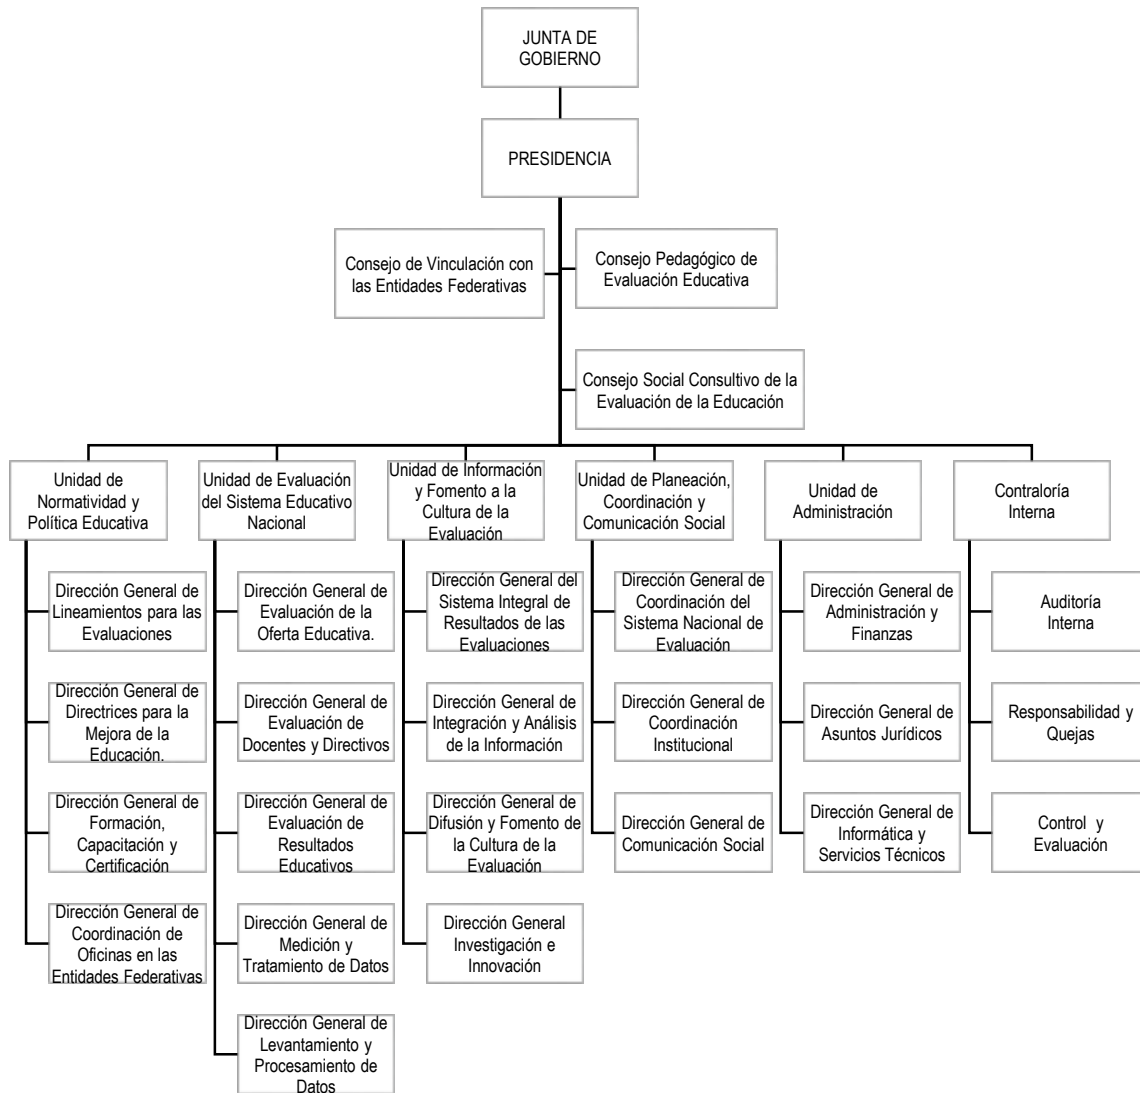 JUNTA DE
GOBIERNO
PRESIDENCIA
Consejo de Vinculación con
las Entidades Federativas
Consejo Pedagógico de
Evaluación Educativa
Consejo Social Consultivo de la
Evaluación de la Educación
Unidad de
Normatividad y
Política Educativa
Dirección General de
Lineamientos para las
Evaluaciones
Dirección General de
Directrices para la
Mejora de la
Educación.
Dirección General de
Formación,
Capacitación y
Certificación
Dirección General de
Coordinación de
Oficinas en las
Entidades Federativas
Unidad de Evaluación
del Sistema Educativo
Nacional
Dirección General de
Evaluación de la
Oferta Educativa.
Dirección General de
Evaluación de
Docentes y Directivos
Dirección General de
Evaluación de
Resultados
Educativos
Dirección General de
Medición y
Tratamiento de Datos
Dirección General de
Levantamiento y
Procesamiento de
Datos
Unidad de Información
y Fomento a la
Cultura de la
Evaluación
Dirección General del
Sistema Integral de
Resultados de las
Evaluaciones
Dirección General de
Integración y Análisis
de la Información
Dirección General de
Difusión y Fomento de
la Cultura de la
Evaluación
Dirección General
Investigación e
Innovación
Unidad de Planeación,
Coordinación y
Comunicación Social
Dirección General de
Coordinación del
Sistema Nacional de
Evaluación
Dirección General de
Coordinación
Institucional
Dirección General de
Comunicación Social
Unidad de
Administración
Dirección General de
Administración y
Finanzas
Dirección General de
Asuntos Jurídicos
Dirección General de
Informática y
Servicios Técnicos
Contraloría
Interna
Auditoría
Interna
Responsabilidad y
Quejas
Control y
Evaluación